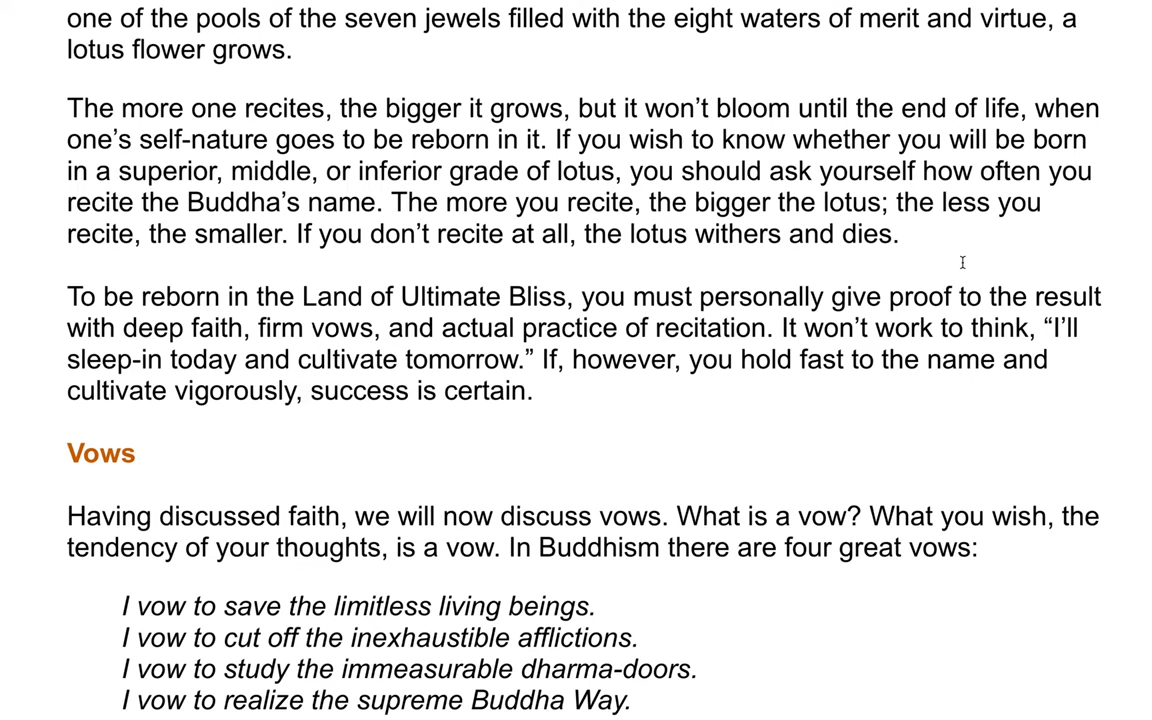 one of the pools of the seven jewels filled with the eight waters of merit and virtue, a
lotus flower grows.
The more one recites, the bigger it grows, but it won’t bloom until the end of life, when
one’s self-nature goes to be reborn in it. If you wish to know whether you will be born
in a superior, middle, or inferior grade of lotus, you should ask yourself how often you
recite the Buddha’s name. The more you recite, the bigger the lotus; the less you
recite, the smaller. If you don’t recite at all, the lotus withers and dies.
To be reborn in the Land of Ultimate Bliss, you must personally give proof to the result
with deep faith, firm vows, and actual practice of recitation. It won’t work to think, “I’ll
sleep-in today and cultivate tomorrow.” If, however, you hold fast to the name and
cultivate vigorously, success is certain.
Vows
Having discussed faith, we will now discuss vows. What is a vow? What you wish, the
tendency of your thoughts, is a vow. In Buddhism there are four great vows:
I vow to save the limitless living beings.
I vow to cut off the inexhaustible afflictions.
I vow to study the immeasurable dharma-doors.
I vow to realize the supreme Buddha Way.